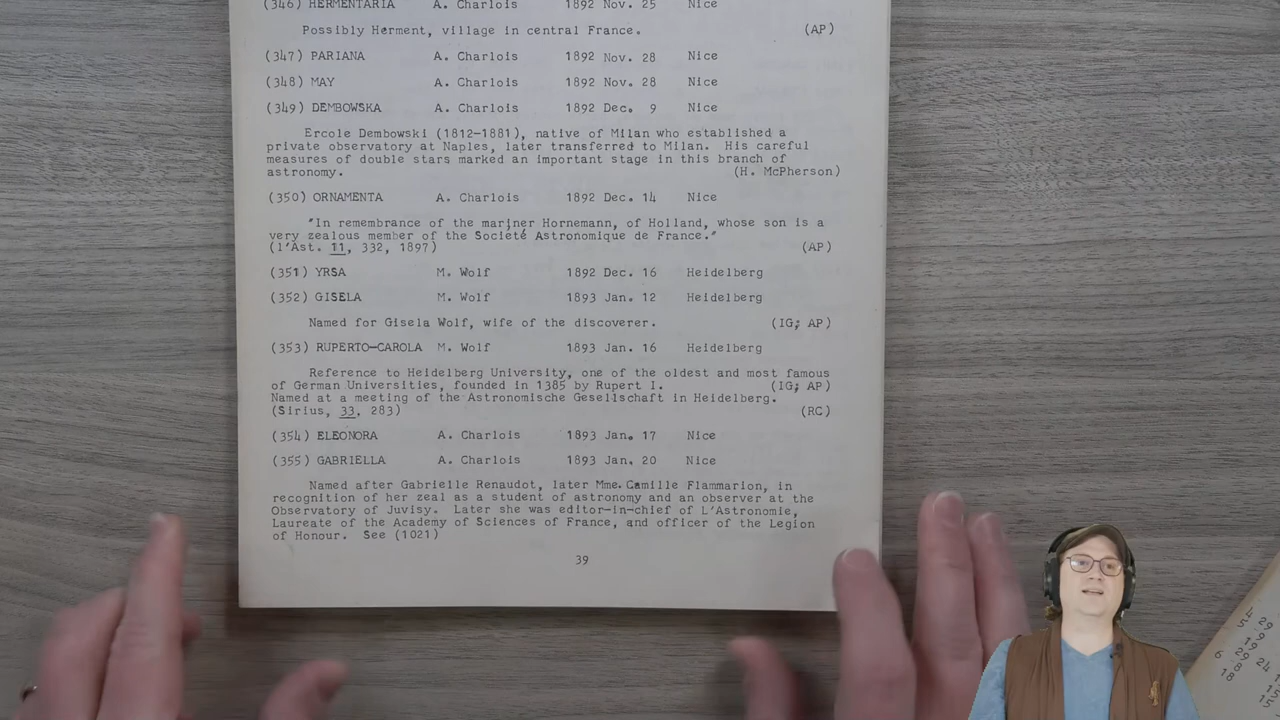 (346) HERMENTARIA A. Charlois 1892 Nov. 25 Nice
Possibly Herment, village in central France. (AP)
(347) PARIANA A. Charlois 1892 Nov. 28 Nice
(348) MAY A. Charlois 1892 Nov. 28 Nice
(349) DEMBOWSKA A. Charlois 1892 Dec. 9 Nice
Ercole Dembowski (1812-1881), native of Milan who established a
private observatory at Naples, later transferred to Milan. His careful
measures of double stars marked an important stage in this branch of
astronomy. (H. McPherson)
(350) ORNAMENTA A. Charlois 1892 Dec. 14 Nice
"In remembrance of the mariner Hornemann, of Holland, whose son is a
very zealous member of the Societé Astronomique de France."
(l'Ast. 11, 332, 1897) (AP)
(351) YRSA M. Wolf 1892 Dec. 16 Heidelberg
(352) GISELA M. Wolf 1893 Jan. 12 Heidelberg
Named for Gisela Wolf, wife of the discoverer. (IG; AP)
(353) RUPERTO-CAROLA M. Wolf 1893 Jan. 16 Heidelberg
Reference to Heidelberg University, one of the oldest and most famous
of German Universities, founded in 1385 by Rupert I. (IG; AP)
Named at a meeting of the Astronomische Gesellschaft in Heidelberg.
(Sirius, 33, 283) (RC)
(354) ELEONORA A. Charlois 1893 Jan. 17 Nice
(355) GABRIELLA A. Charlois 1893 Jan. 20 Nice
Named after Gabrielle Renaudot, later Mme. Camille Flammarion, in
recognition of her zeal as a student of astronomy and an observer at the
Observatory of Juvisy. Later she was editor-in-chief of L'Astronomie,
Laureate of the Academy of Sciences of France, and officer of the Legion
of Honour. See (1021)
39